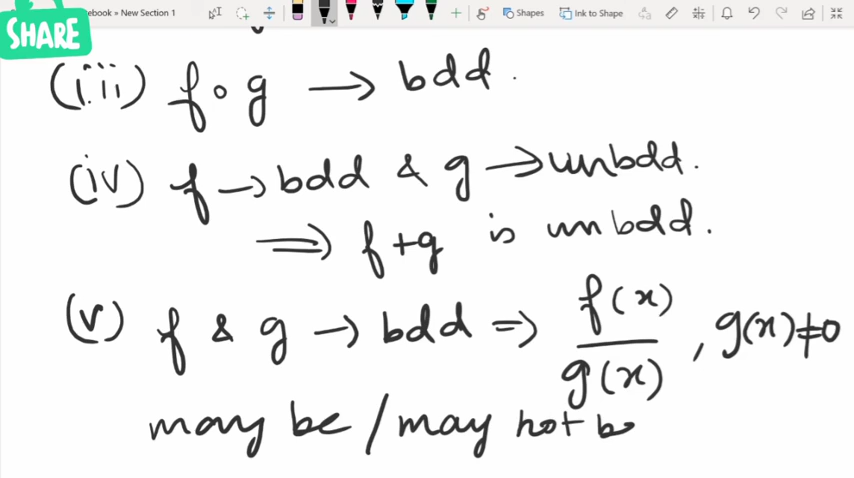 SHARE
ebook » New Section 1
Shapes
Ink to Shape
(iii) f∘g → bdd.
(iv) f → bdd & g → unbdd.
⟹ f+g is unbdd.
(v) f & g → bdd ⇒ f(x)/g(x), g(x)≠0
may be/may not b